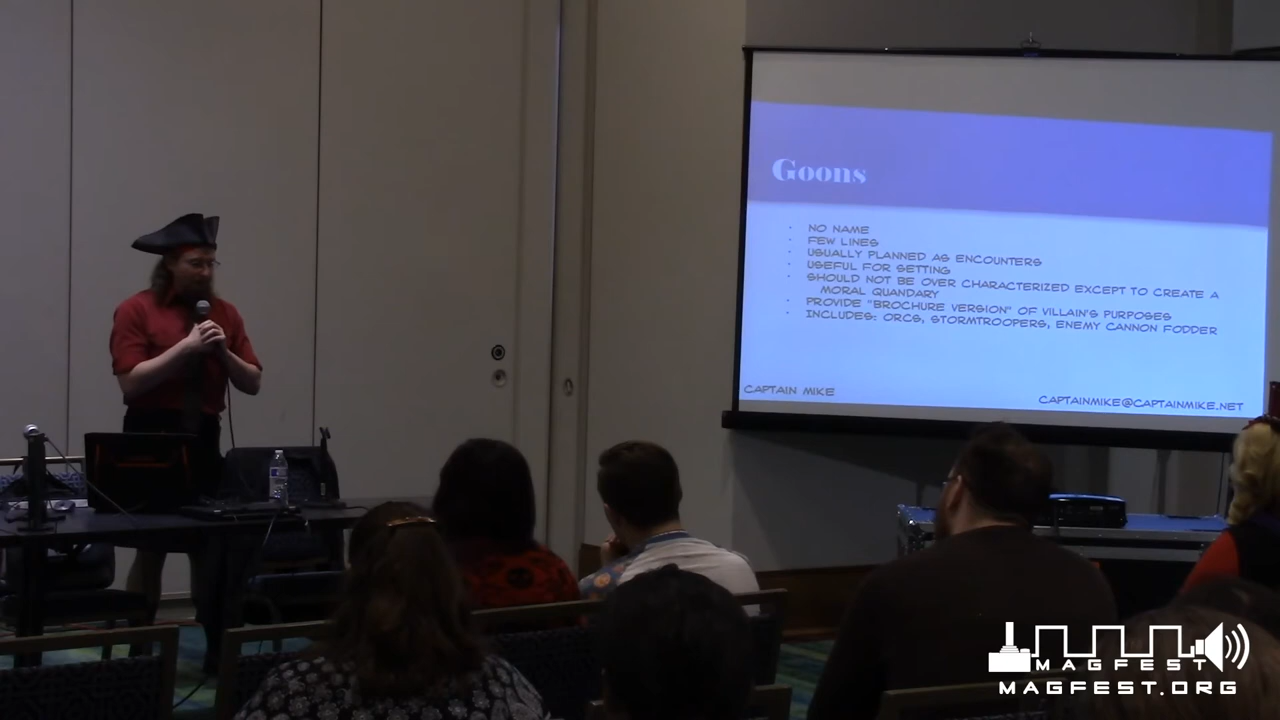 Goons
· NO NAME
· FEW LINES
· USUALLY PLANNED AS ENCOUNTERS
· USEFUL FOR SETTING
· SHOULD NOT BE OVER CHARACTERIZED EXCEPT TO CREATE A
MORAL QUANDARY
· PROVIDE "BROCHURE VERSION" OF VILLAIN'S PURPOSES
· INCLUDES: ORCS, STORMTROOPERS, ENEMY CANNON FODDER
CAPTAIN MIKE
CAPTAINMIKE@CAPTAINMIKE.NET
MAGFEST
MAGFEST.ORG